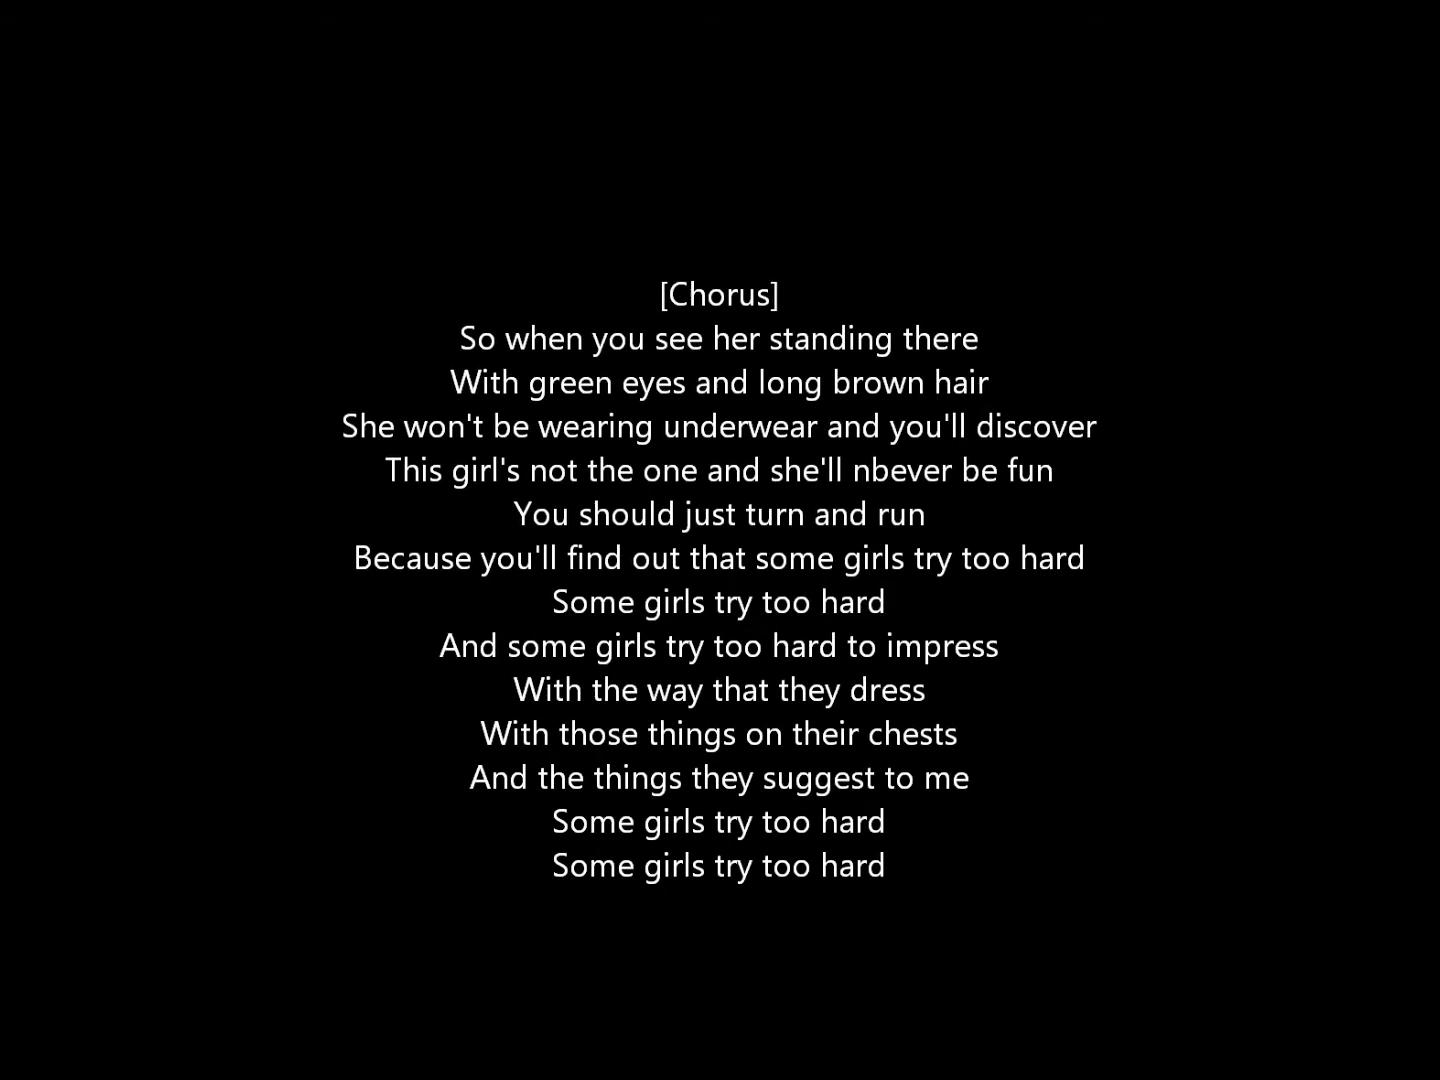 [Chorus]
So when you see her standing there
With green eyes and long brown hair
She won't be wearing underwear and you'll discover
This girl's not the one and she'll nbever be fun
You should just turn and run
Because you'll find out that some girls try too hard
Some girls try too hard
And some girls try too hard to impress
With the way that they dress
With those things on their chests
And the things they suggest to me
Some girls try too hard
Some girls try too hard